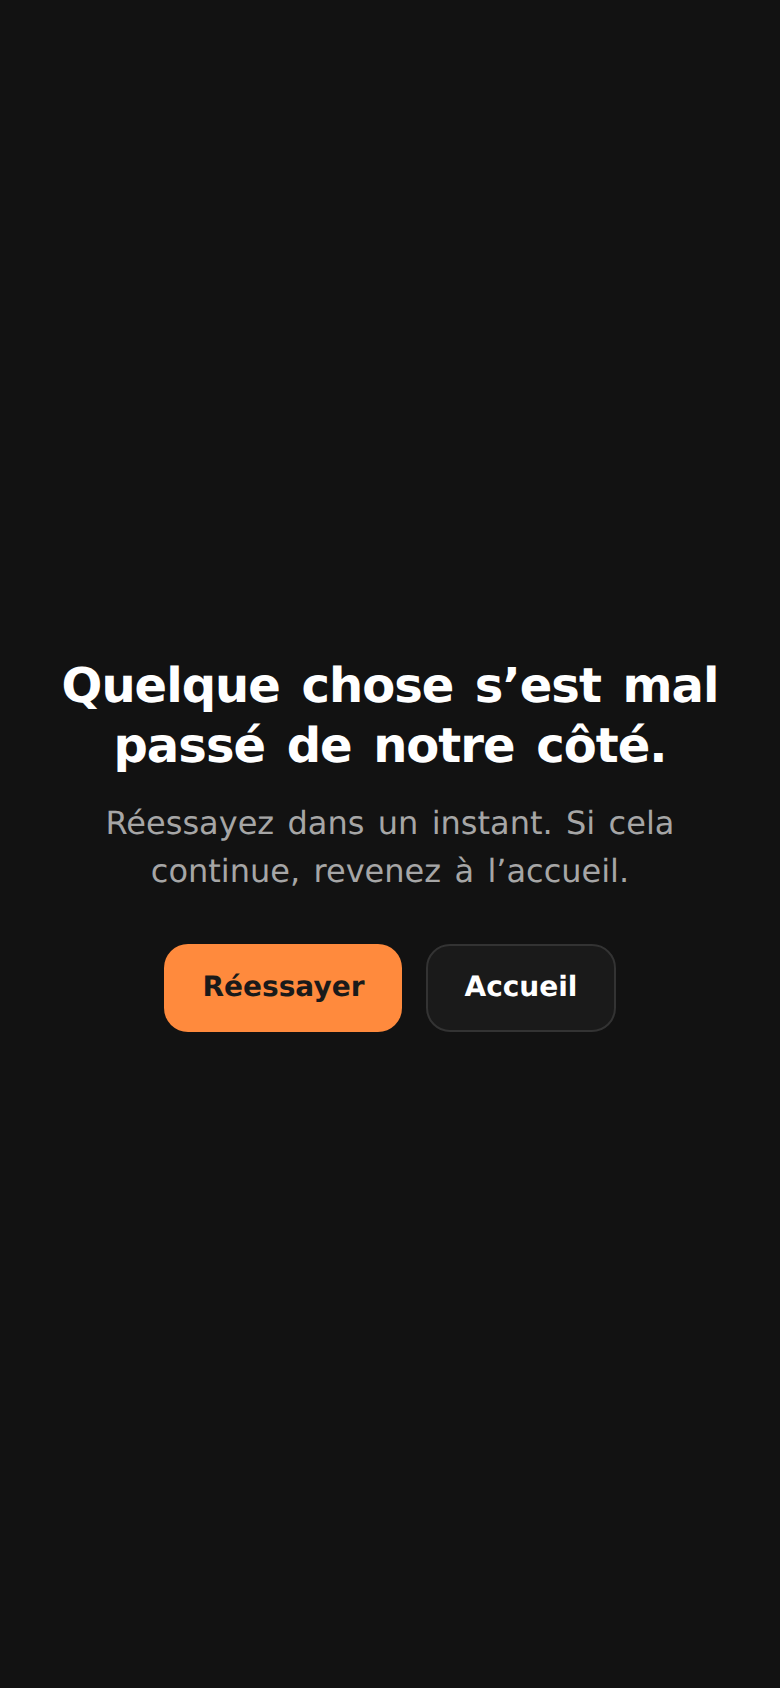 Quelque chose s’est mal
passé de notre côté.
Réessayez dans un instant. Si cela
continue, revenez à l’accueil.
Réessayer
Accueil